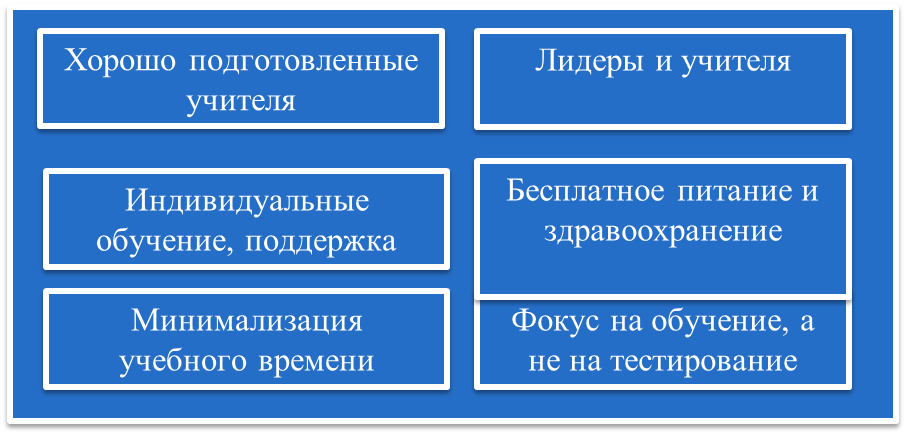 Хорошо подготовленные
учителя
Лидеры и учителя
Индивидуальные
обучение, поддержка
Бесплатное питание и
здравоохранение
Минимализация
учебного времени
Фокус на обучение, а
не на тестирование